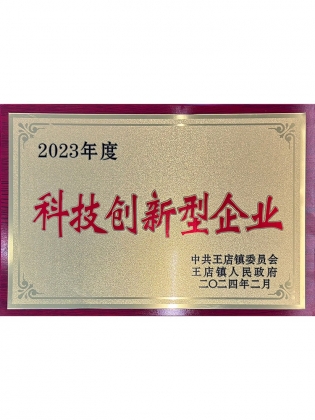 2023年度
科技创新型企业
中共王店镇委员会
王店镇人民政府
二〇二四年二月